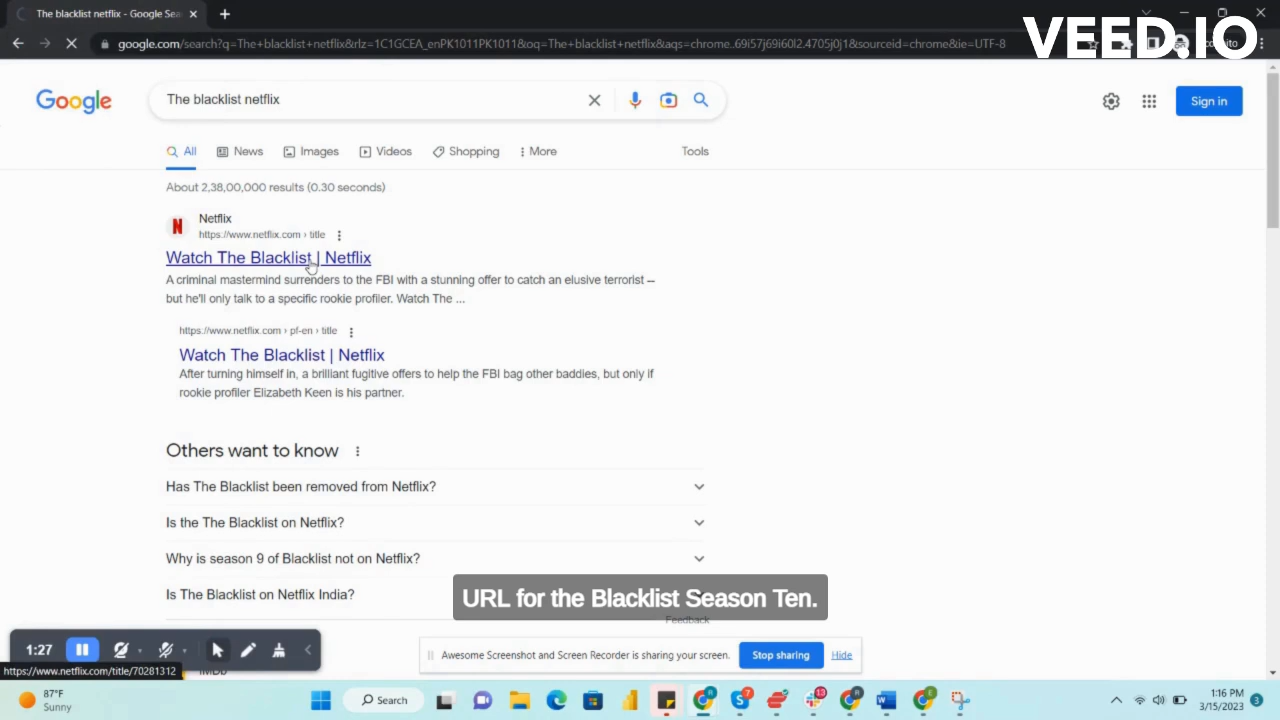 The blacklist netflix - Google Sea
VEED.IO
google.com/search?q=The+blacklist+netflix&rlz=1C1GCEA_enPK1011PK1011&oq=The+blacklist+netflix&aqs=chrome..69i57j69i60l2.4705j0j1&sourceid=chrome&ie=UTF-8
Google
The blacklist netflix
Sign in
All
News
Images
Videos
Shopping
More
Tools
About 2,38,00,000 results (0.30 seconds)
N
Netflix
https://www.netflix.com › title
Watch The Blacklist | Netflix
A criminal mastermind surrenders to the FBI with a stunning offer to catch an elusive terrorist --
but he'll only talk to a specific rookie profiler. Watch The ...
https://www.netflix.com › pf-en › title
Watch The Blacklist | Netflix
After turning himself in, a brilliant fugitive offers to help the FBI bag other baddies, but only if
rookie profiler Elizabeth Keen is his partner.
Others want to know
Has The Blacklist been removed from Netflix?
Is the The Blacklist on Netflix?
Why is season 9 of Blacklist not on Netflix?
Is The Blacklist on Netflix India?
URL for the Blacklist Season Ten.
Feedback
1:27
Awesome Screenshot and Screen Recorder is sharing your screen.
Stop sharing
Hide
https://www.netflix.com/title/70281312
IMDb
87°F
Sunny
Search
7
13
1:16 PM
3/15/2023
3